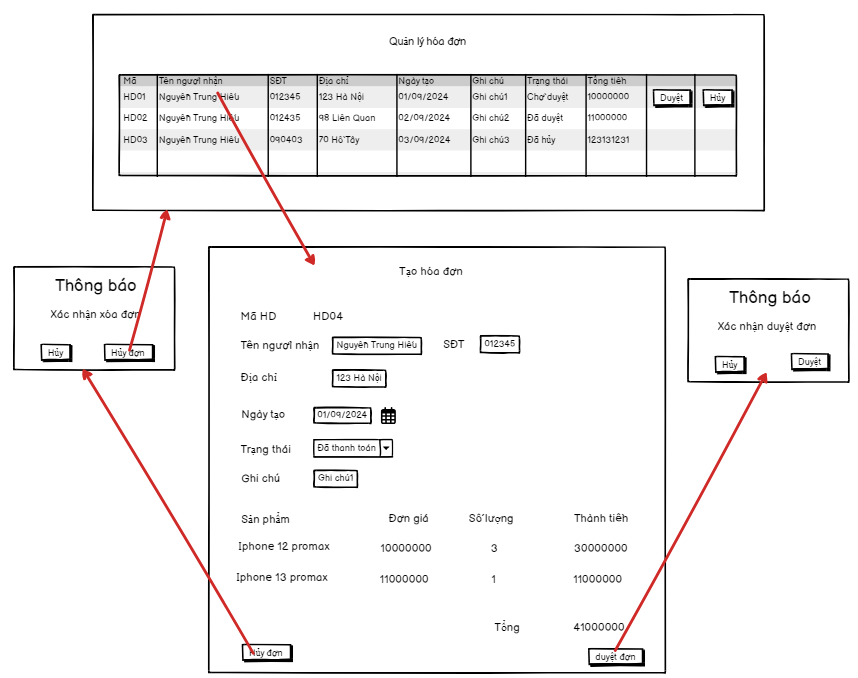 Quản lý hóa đơn
Mã Tên người nhận SĐT Địa chỉ Ngày tạo Ghi chú Trạng thái Tổng tiền
HD01 Nguyễn Trung Hiếu 012345 123 Hà Nội 01/09/2024 Ghi chú1 Chờ duyệt 10000000 Duyệt Hủy
HD02 Nguyễn Trung Hiếu 012435 98 Liên Quan 02/09/2024 Ghi chú2 Đã duyệt 11000000
HD03 Nguyễn Trung Hiếu 090403 70 Hồ Tây 03/09/2024 Ghi chú3 Đã hủy 123131231
Thông báo
Xác nhận xóa đơn
Hủy Hủy đơn
Tạo hóa đơn
Mã HD HD04
Tên người nhận Nguyễn Trung Hiếu SĐT 012345
Địa chỉ 123 Hà Nội
Ngày tạo 01/09/2024
Trạng thái Đã thanh toán
Ghi chú Ghi chú1
Sản phẩm Đơn giá Số lượng Thành tiền
Iphone 12 promax 10000000 3 30000000
Iphone 13 promax 11000000 1 11000000
Tổng 41000000
Hủy đơn duyệt đơn
Thông báo
Xác nhận duyệt đơn
Hủy Duyệt